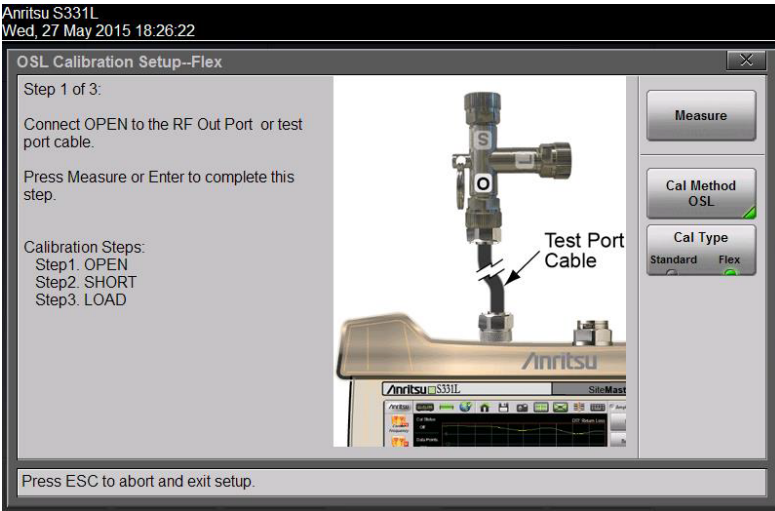 Anritsu S331L
Wed, 27 May 2015 18:26:22
OSL Calibration Setup--Flex
Step 1 of 3:
Connect OPEN to the RF Out Port or test
port cable.
Press Measure or Enter to complete this
step.
Calibration Steps:
Step1. OPEN
Step2. SHORT
Step3. LOAD
S
L
O
Test Port
Cable
Anritsu
Anritsu S331L
SiteMast
Measure
Cal Method
OSL
Cal Type
Standard Flex
Press ESC to abort and exit setup.